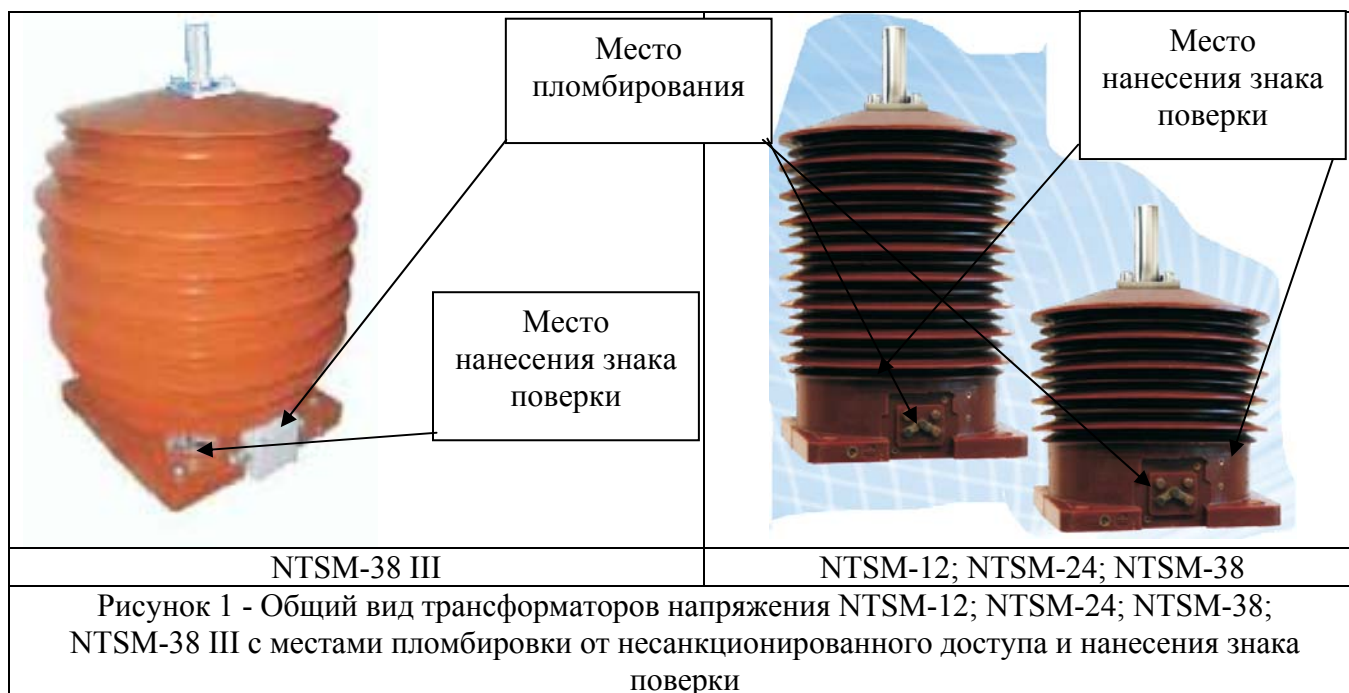 Место
пломбирования
Место
нанесения знака
поверки
Место
нанесения знака
поверки
NTSM-38 III
NTSM-12; NTSM-24; NTSM-38
Рисунок 1 - Общий вид трансформаторов напряжения NTSM-12; NTSM-24; NTSM-38;
NTSM-38 III с местами пломбировки от несанкционированного доступа и нанесения знака
поверки